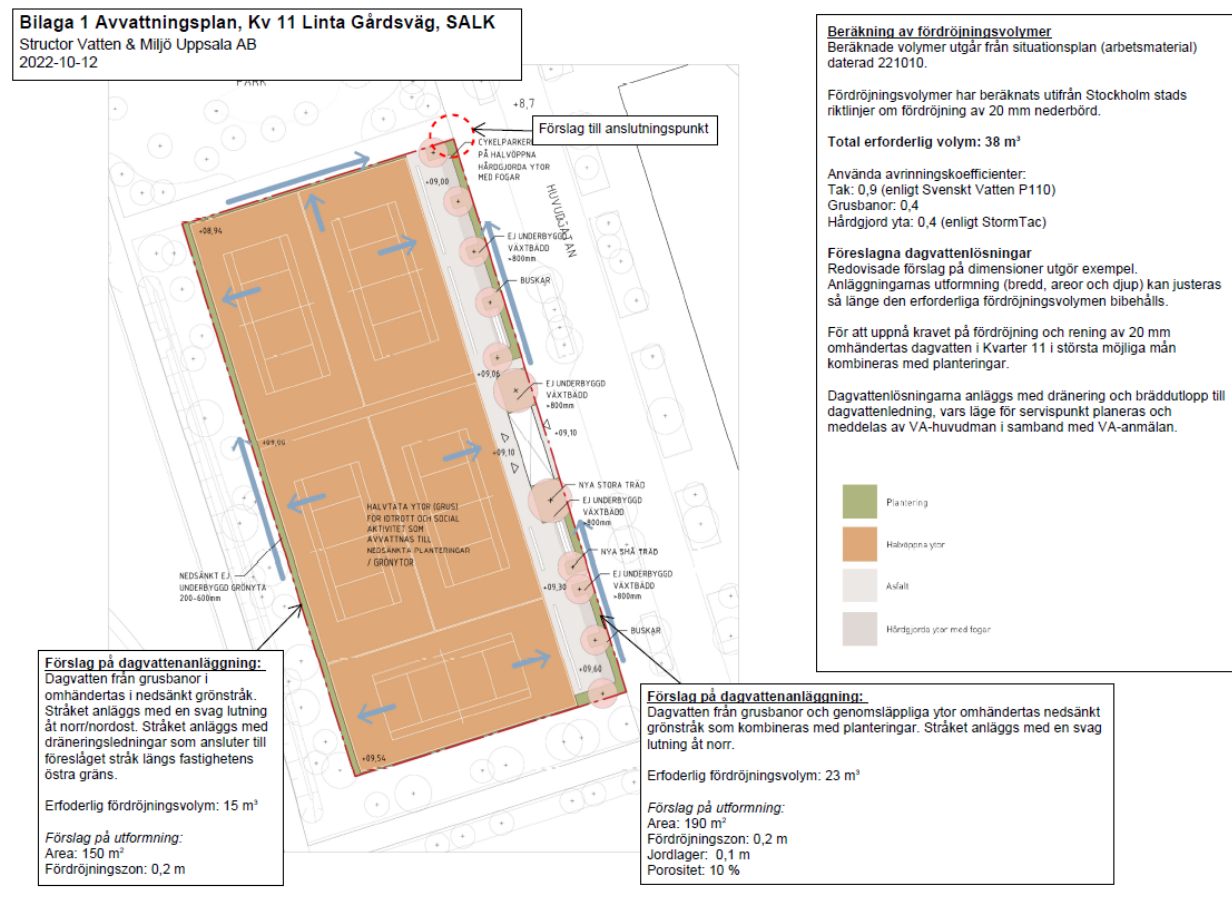 Bilaga 1 Avvattningsplan, Kv 11 Linta Gårdsväg, SALK
Structor Vatten & Miljö Uppsala AB
2022-10-12
PARK
+8,7
Förslag till anslutningspunkt
CYKELPARKERI
PÅ HALVÖPPNA
HÅRDGJORDA YTOR
MED FOGAR
+09,00
HUVUDGATAN
+08,94
EJ UNDERBYGGD
VÄXTBÄDD
~800mm
BUSKAR
+09,06
EJ UNDERBYGGD
VÄXTBÄDD
~800mm
+09,10
+09,00
+09,10
NYA STORA TRÄD
EJ UNDERBYGGD
VÄXTBÄDD
~800mm
HALVTÄTA YTOR (GRUS)
FÖR IDROTT OCH SOCIAL
AKTIVITET SOM
AVVATTNAS TILL
NEDSÄNKTA PLANTERINGAR
/ GRÖNYTOR
NYA SMÅ TRÄD
NEDSÄNKT EJ
UNDERBYGGD GRÖNYTA
200-600mm
+09,30
EJ UNDERBYGGD
VÄXTBÄDD
~800mm
BUSKAR
+09,60
+09,54
Förslag på dagvattenanläggning:
Dagvatten från grusbanor i
omhändertas i nedsänkt grönstråk.
Stråket anläggs med en svag lutning
åt norr/nordost. Stråket anläggs med
dräneringsledningar som ansluter till
föreslåget stråk längs fastighetens
östra gräns.
Erfoderlig fördröjningsvolym: 15 m³
Förslag på utformning:
Area: 150 m²
Fördröjningszon: 0,2 m
Förslag på dagvattenanläggning:
Dagvatten från grusbanor och genomsläppliga ytor omhändertas nedsänkt
grönstråk som kombineras med planteringar. Stråket anläggs med en svag
lutning åt norr.
Erfoderlig fördröjningsvolym: 23 m³
Förslag på utformning:
Area: 190 m²
Fördröjningszon: 0,2 m
Jordlager: 0,1 m
Porositet: 10 %
Beräkning av fördröjningsvolymer
Beräknade volymer utgår från situationsplan (arbetsmaterial)
daterad 221010.
Fördröjningsvolymer har beräknats utifrån Stockholm stads
riktlinjer om fördröjning av 20 mm nederbörd.
Total erforderlig volym: 38 m³
Använda avrinningskoefficienter:
Tak: 0,9 (enligt Svenskt Vatten P110)
Grusbanor: 0,4
Hårdgjord yta: 0,4 (enligt StormTac)
Föreslagna dagvattenlösningar
Redovisade förslag på dimensioner utgör exempel.
Anläggningarnas utformning (bredd, areor och djup) kan justeras
så länge den erforderliga fördröjningsvolymen bibehålls.
För att uppnå kravet på fördröjning och rening av 20 mm
omhändertas dagvatten i Kvarter 11 i största möjliga mån
kombineras med planteringar.
Dagvattenlösningarna anläggs med dränering och bräddutlopp till
dagvattenledning, vars läge för servispunkt planeras och
meddelas av VA-huvudman i samband med VA-anmälan.
Plantering
Halvöppna ytor
Asfalt
Hårdgjorda ytor med fogar